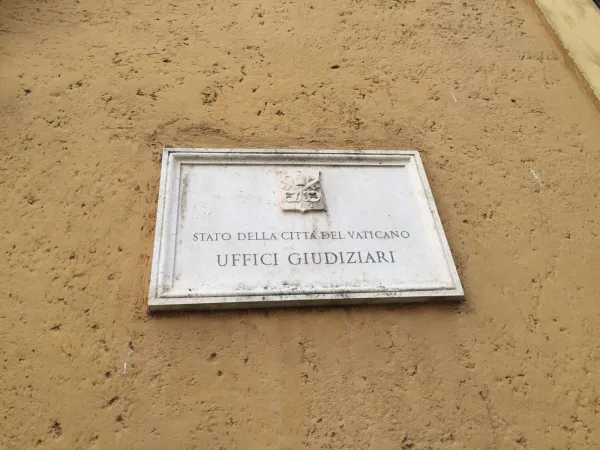 STATO DELLA CITTÀ DEL VATICANO
UFFICI GIUDIZIARI